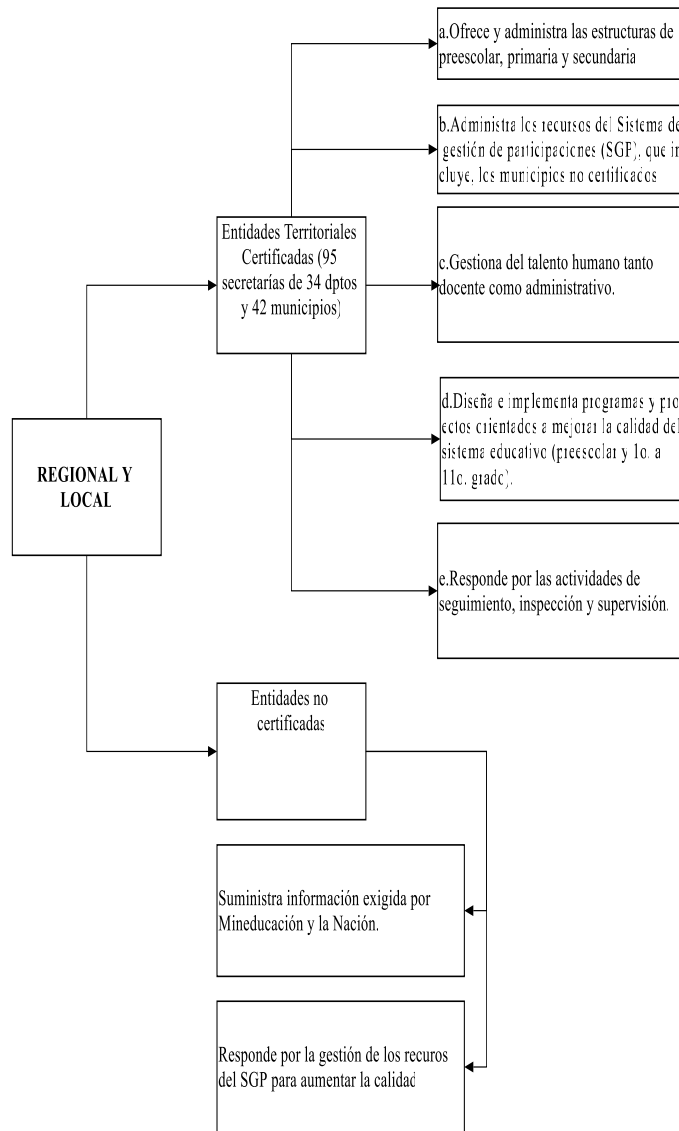 a.Ofrece y administra las estructuras de
preescolar, primaria y secundaria
b.Administra los recursos del Sistema de
gestión de participaciones (SGP), que in
cluye, los municipios no certificados
Entidades Territoriales
Certificadas (95
secretarías de 34 dptos
y 42 municipios)
c.Gestiona del talento humano tanto
docente como administrativo.
d.Diseña e implementa programas y pro
ectos orientados a mejorar la calidad del
sistema educativo (preescolar y 1o. a
11o. grado).
REGIONAL Y
LOCAL
e.Responde por las actividades de
seguimiento, inspección y supervisión.
Entidades no
certificadas
Suministra información exigida por
Mineducación y la Nación.
Responde por la gestión de los recuros
del SGP para aumentar la calidad